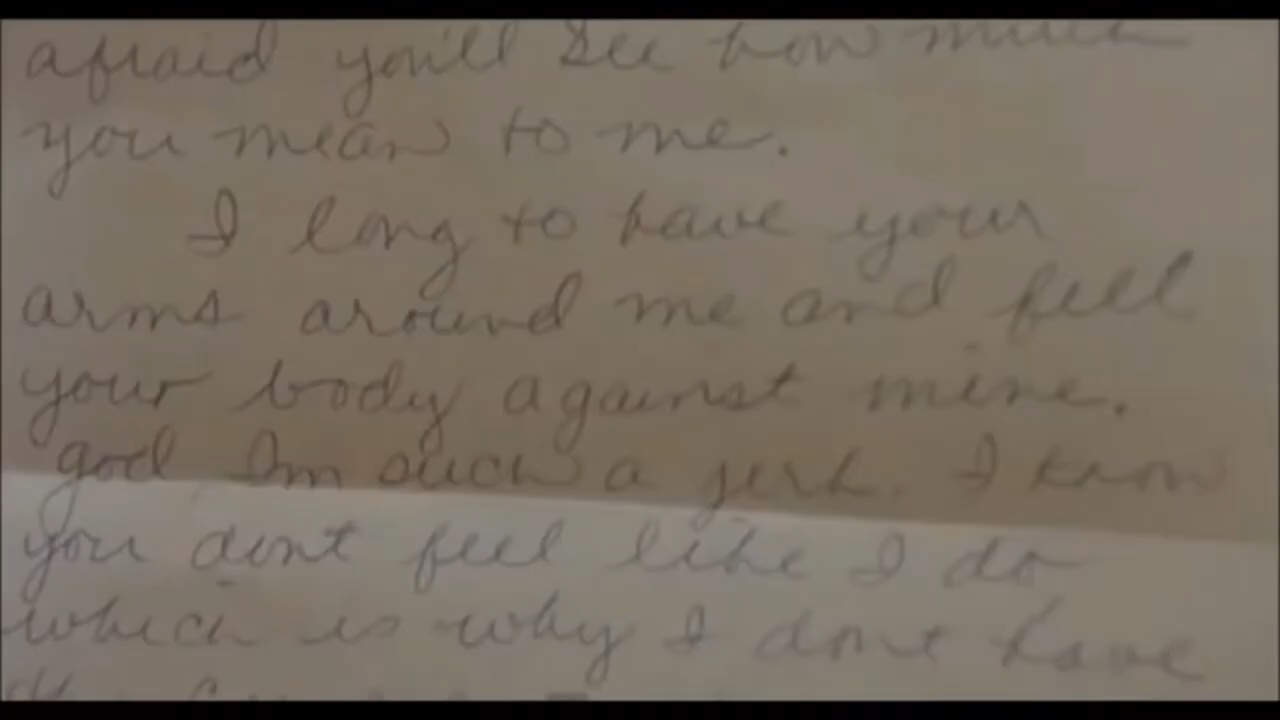 afraid you'll see how much
you mean to me.
I long to have your
arms around me and feel
your body against mine.
god Im such a jerk. I know
you dont feel like I do
which is why I dont have